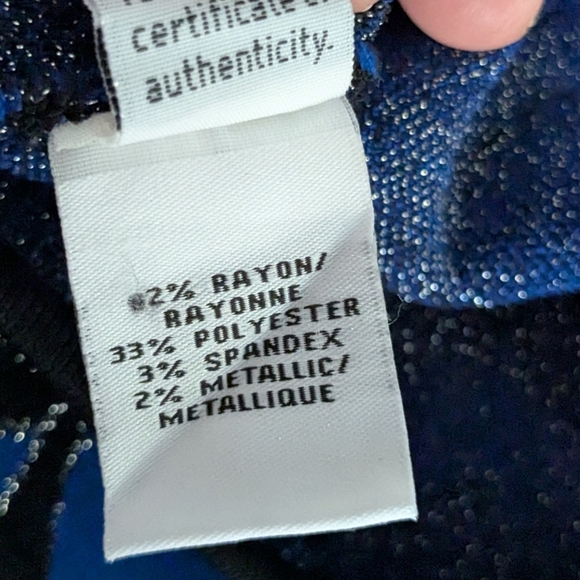 certificate
authenticity.
2% RAYON/
RAYONNE
33% POLYESTER
3% SPANDEX
2% METALLIC/
METALLIQUE